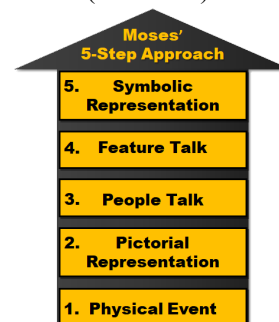 Moses’
5-Step Approach
5. Symbolic
Representation
4. Feature Talk
3. People Talk
2. Pictorial
Representation
1. Physical Event